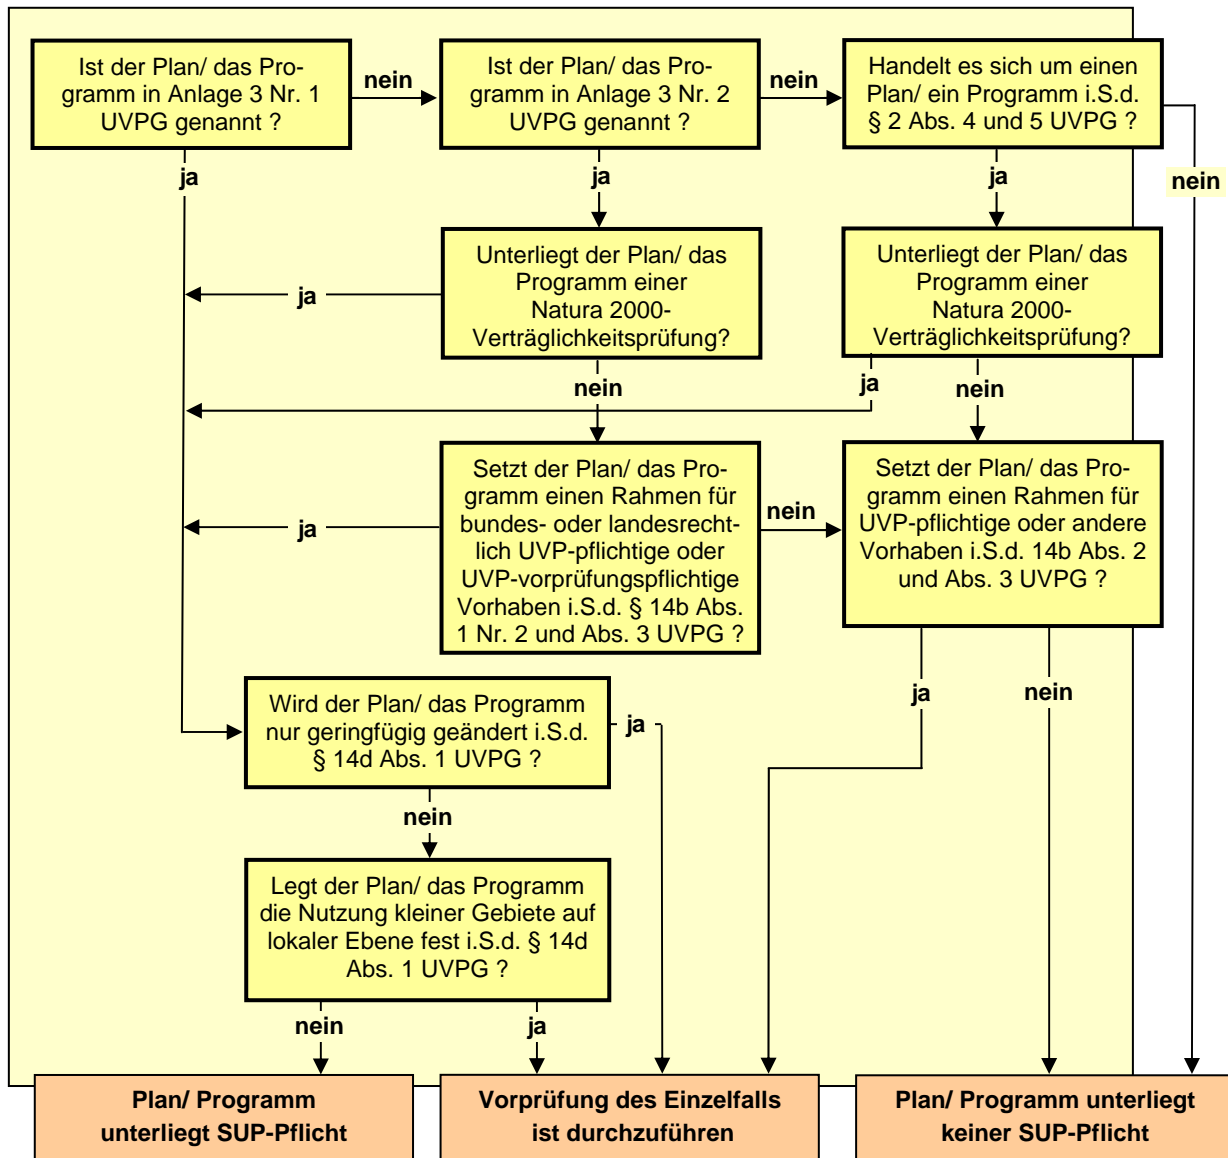 Ist der Plan/ das Pro-
gramm in Anlage 3 Nr. 1
UVPG genannt ?
nein
Ist der Plan/ das Pro-
gramm in Anlage 3 Nr. 2
UVPG genannt ?
nein
Handelt es sich um einen
Plan/ ein Programm i.S.d.
§ 2 Abs. 4 und 5 UVPG ?
ja
ja
ja
nein
Unterliegt der Plan/ das
Programm einer
Natura 2000-
Verträglichkeitsprüfung?
ja
Unterliegt der Plan/ das
Programm einer
Natura 2000-
Verträglichkeitsprüfung?
nein
ja
nein
Setzt der Plan/ das Pro-
gramm einen Rahmen für
bundes- oder landesrecht-
lich UVP-pflichtige oder
UVP-vorprüfungspflichtige
Vorhaben i.S.d. § 14b Abs.
1 Nr. 2 und Abs. 3 UVPG ?
ja
nein
Setzt der Plan/ das Pro-
gramm einen Rahmen für
UVP-pflichtige oder andere
Vorhaben i.S.d. 14b Abs. 2
und Abs. 3 UVPG ?
ja
nein
Wird der Plan/ das Programm
nur geringfügig geändert i.S.d.
§ 14d Abs. 1 UVPG ?
ja
nein
Legt der Plan/ das Programm
die Nutzung kleiner Gebiete auf
lokaler Ebene fest i.S.d. § 14d
Abs. 1 UVPG ?
nein
ja
Plan/ Programm
unterliegt SUP-Pflicht
Vorprüfung des Einzelfalls
ist durchzuführen
Plan/ Programm unterliegt
keiner SUP-Pflicht